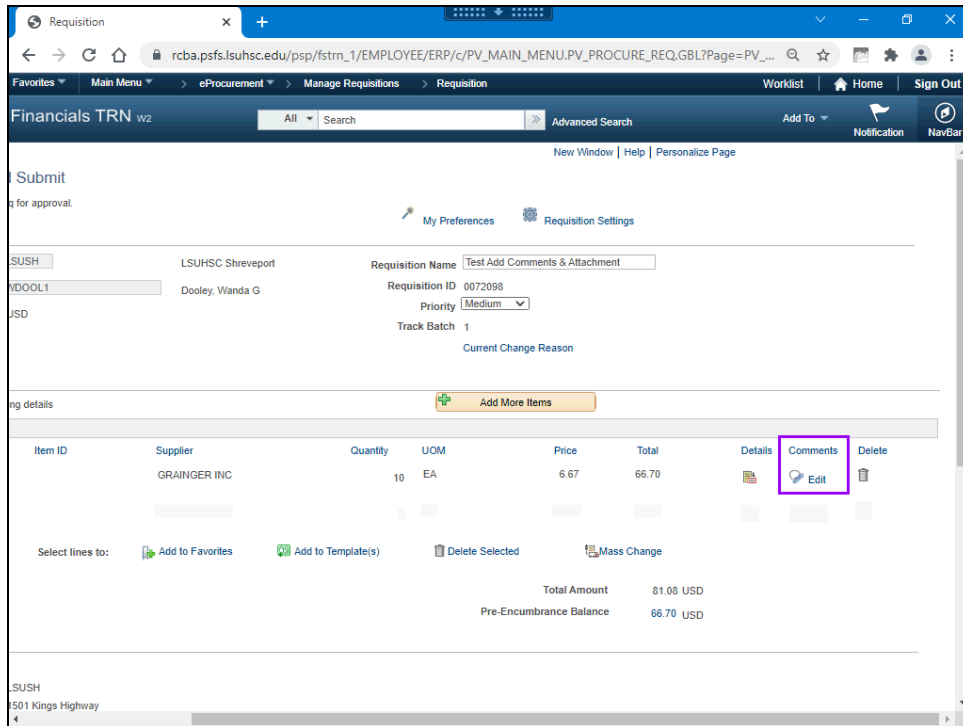 Requisition
rcba.psfs.lsuhsc.edu/psp/fstrn_1/EMPLOYEE/ERP/c/PV_MAIN_MENU.PV_PROCURE_REQ.GBL?Page=PV_...
Favorites Main Menu > eProcurement > Manage Requisitions > Requisition Worklist Home Sign Out
Financials TRN W2 All Search Advanced Search Add To Notification NavBar
New Window | Help | Personalize Page
Submit
q for approval.
My Preferences Requisition Settings
LSUSH LSUHSC Shreveport Requisition Name Test Add Comments & Attachment
WDOOL1 Dooley, Wanda G Requisition ID 0072098
USD Priority Medium
Track Batch 1
Current Change Reason
ng details Add More Items
Item ID Supplier Quantity UOM Price Total Details Comments Delete
GRAINGER INC 10 EA 6.67 66.70 Edit
Select lines to: Add to Favorites Add to Template(s) Delete Selected Mass Change
Total Amount 81.08 USD
Pre-Encumbrance Balance 66.70 USD
LSUSH
1501 Kings Highway